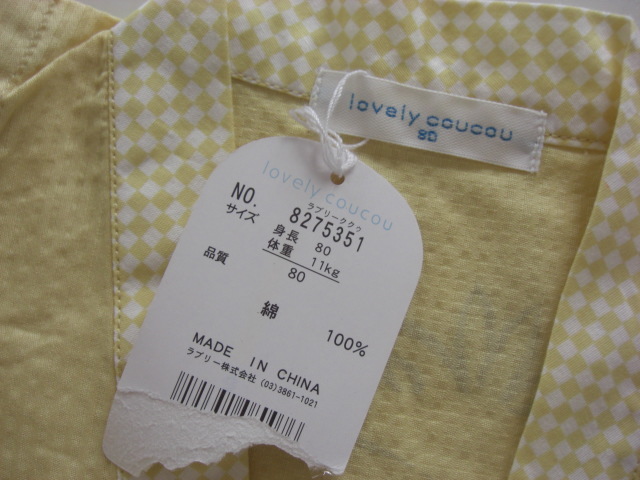 lovely coucou
80
lovely coucou
ラブリーククゥ
NO. 8275351
サイズ 身長 80
体重 11kg
80
品質
綿 100%
MADE IN CHINA
ラブリー株式会社 (03)3861-1021